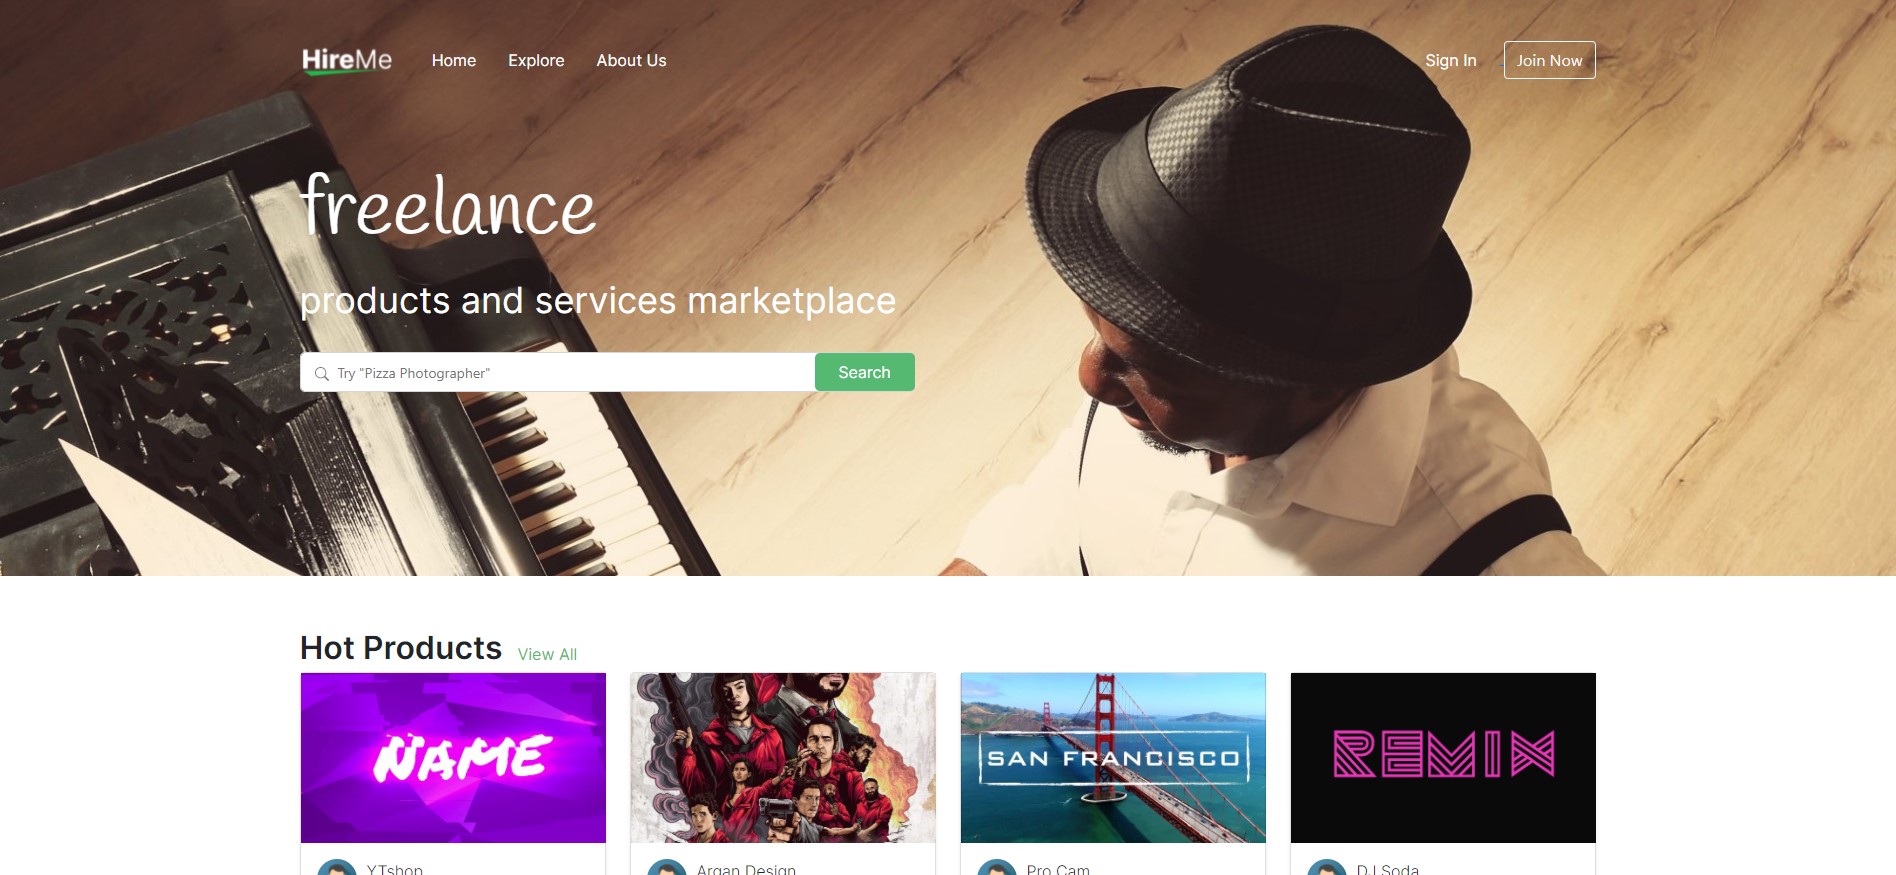 HireMe
Home
Explore
About Us
Sign In
Join Now
freelance
products and services marketplace
Try "Pizza Photographer"
Search
Hot Products
View All
NAME
SAN FRANCISCO
REMIX
YTshop
Argan Design
Pro Cam
DJ Soda